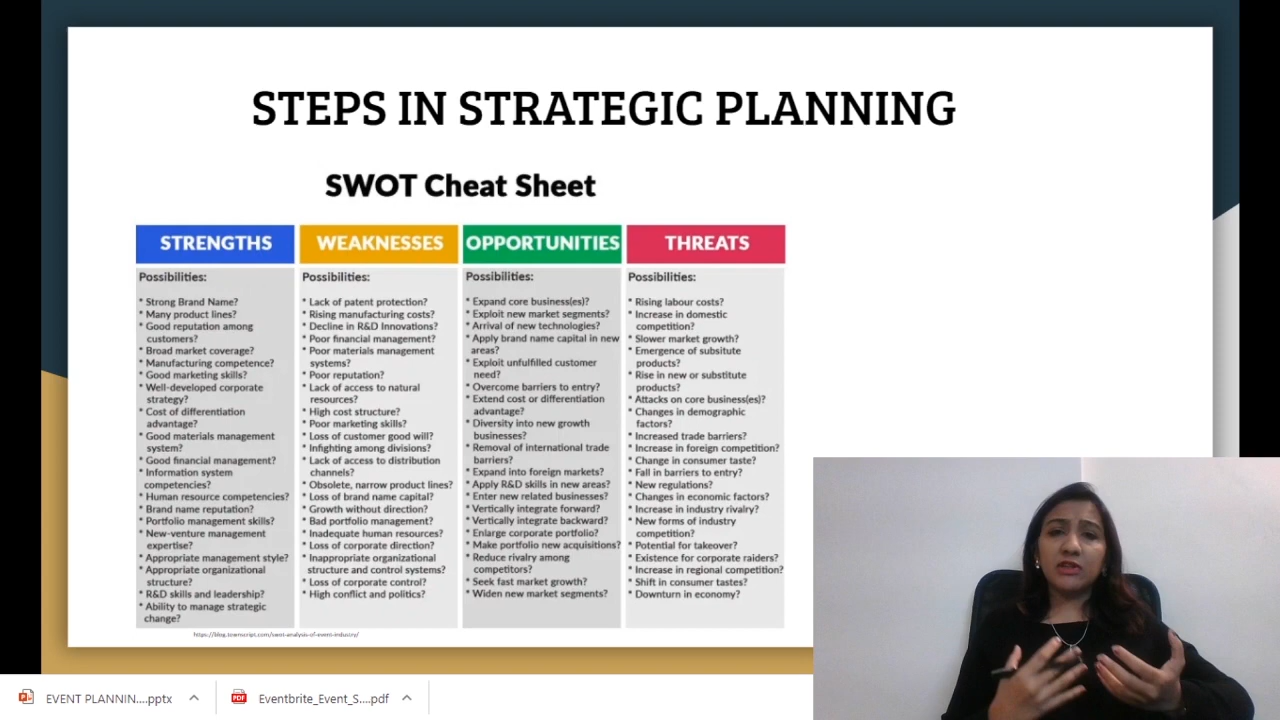 STEPS IN STRATEGIC PLANNING
SWOT Cheat Sheet
STRENGTHS
Possibilities:
* Strong Brand Name?
* Many product lines?
* Good reputation among
customers?
* Broad market coverage?
* Manufacturing competence?
* Good marketing skills?
* Well-developed corporate
strategy?
* Cost of differentiation
advantage?
* Good materials management
system?
* Good financial management?
* Information system
competencies?
* Human resource competencies?
* Brand name reputation?
* Portfolio management skills?
* New-venture management
expertise?
* Appropriate management style?
* Appropriate organizational
structure?
* R&D skills and leadership?
* Ability to manage strategic
change?
WEAKNESSES
Possibilities:
* Lack of patent protection?
* Rising manufacturing costs?
* Decline in R&D Innovations?
* Poor financial management?
* Poor materials management
systems?
* Poor reputation?
* Lack of access to natural
resources?
* High cost structure?
* Poor marketing skills?
* Loss of customer good will?
* Infighting among divisions?
* Lack of access to distribution
channels?
* Obsolete, narrow product lines?
* Loss of brand name capital?
* Growth without direction?
* Bad portfolio management?
* Inadequate human resources?
* Loss of corporate direction?
* Inappropriate organizational
structure and control systems?
* Loss of corporate control?
* High conflict and politics?
OPPORTUNITIES
Possibilities:
* Expand core business(es)?
* Exploit new market segments?
* Arrival of new technologies?
* Apply brand name capital in new
areas?
* Exploit unfulfilled customer
need?
* Overcome barriers to entry?
* Extend cost or differentiation
advantage?
* Diversity into new growth
businesses?
* Removal of international trade
barriers?
* Expand into foreign markets?
* Apply R&D skills in new areas?
* Enter new related businesses?
* Vertically integrate forward?
* Vertically integrate backward?
* Enlarge corporate portfolio?
* Make portfolio new acquisitions?
* Reduce rivalry among
competitors?
* Seek fast market growth?
* Widen new market segments?
THREATS
Possibilities:
* Rising labour costs?
* Increase in domestic
competition?
* Slower market growth?
* Emergence of subsitute
products?
* Rise in new or substitute
products?
* Attacks on core business(es)?
* Changes in demographic
factors?
* Increased trade barriers?
* Increase in foreign competition?
* Change in consumer taste?
* Fall in barriers to entry?
* New regulations?
* Changes in economic factors?
* Increase in industry rivalry?
* New forms of industry
competition?
* Potential for takeover?
* Existence for corporate raiders?
* Increase in regional competition?
* Shift in consumer tastes?
* Downturn in economy?
https://blog.townscript.com/swot-analysis-of-event-industry/
EVENT PLANNIN....pptx
PDF
Eventbrite_Event_S....pdf